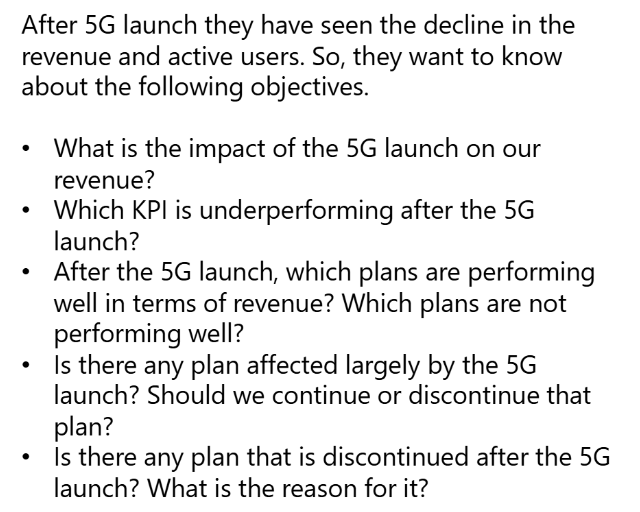 After 5G launch they have seen the decline in the
revenue and active users. So, they want to know
about the following objectives.
• What is the impact of the 5G launch on our
revenue?
• Which KPI is underperforming after the 5G
launch?
• After the 5G launch, which plans are performing
well in terms of revenue? Which plans are not
performing well?
• Is there any plan affected largely by the 5G
launch? Should we continue or discontinue that
plan?
• Is there any plan that is discontinued after the 5G
launch? What is the reason for it?